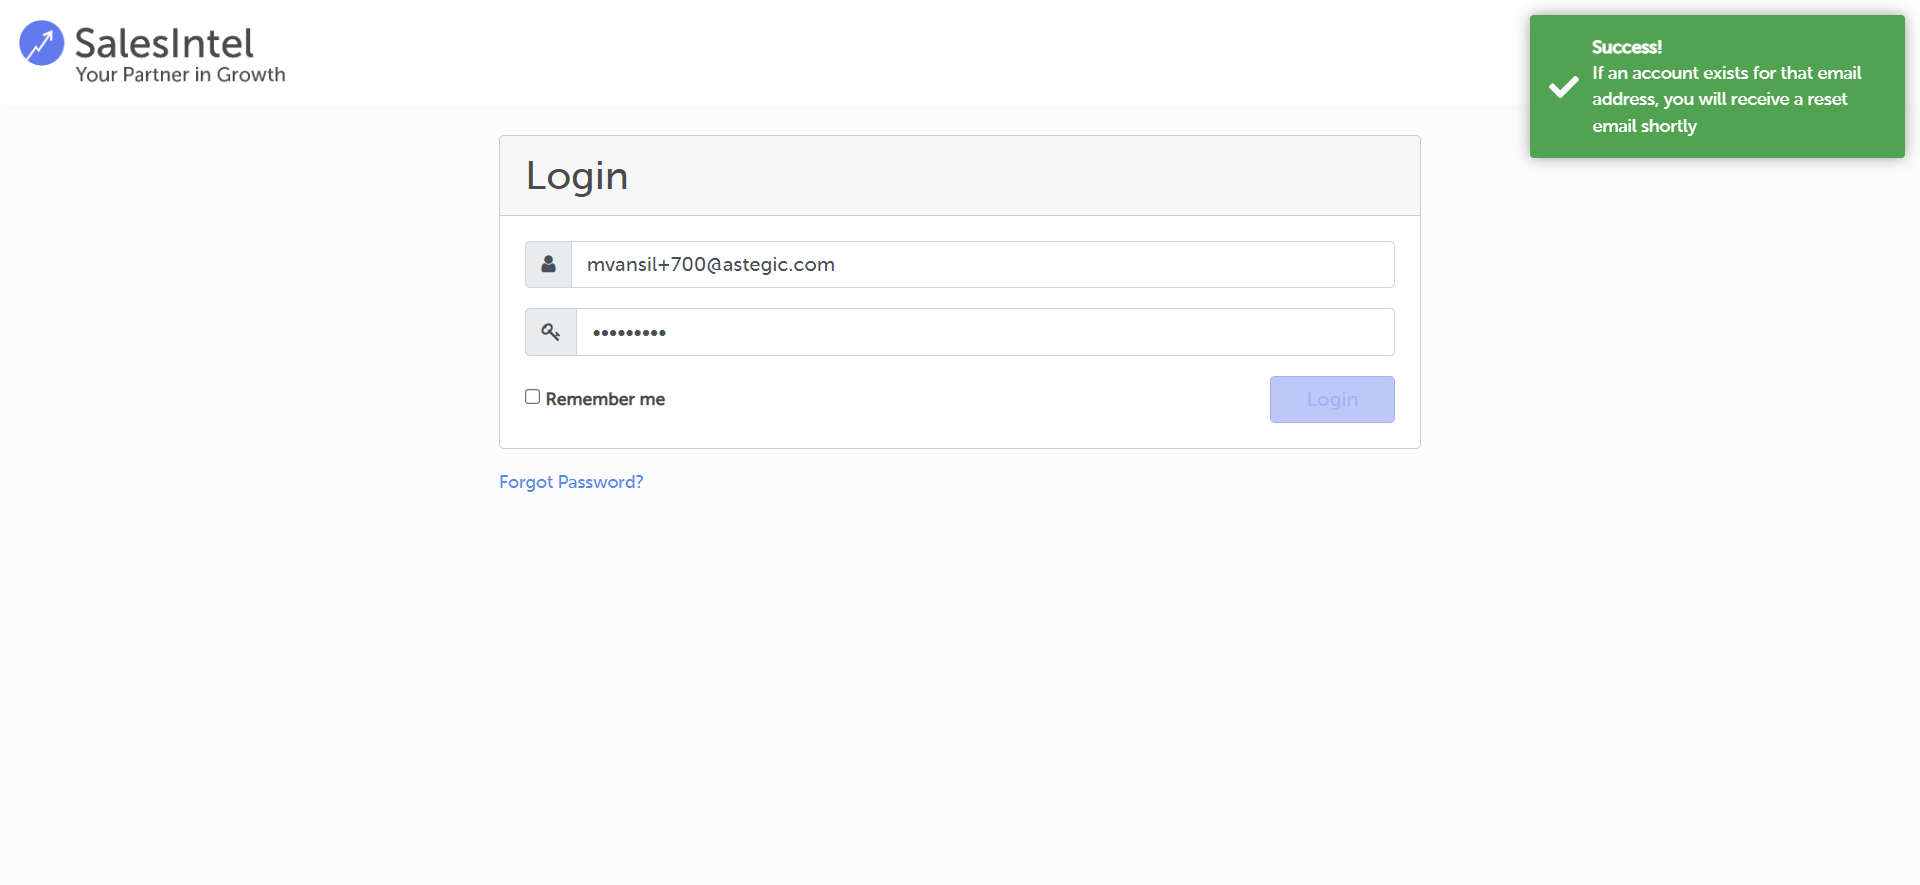 SalesIntel
Your Partner in Growth
Success!
If an account exists for that email
address, you will receive a reset
email shortly
Login
mvansil+700@astegic.com
•••••••••
Remember me
Login
Forgot Password?